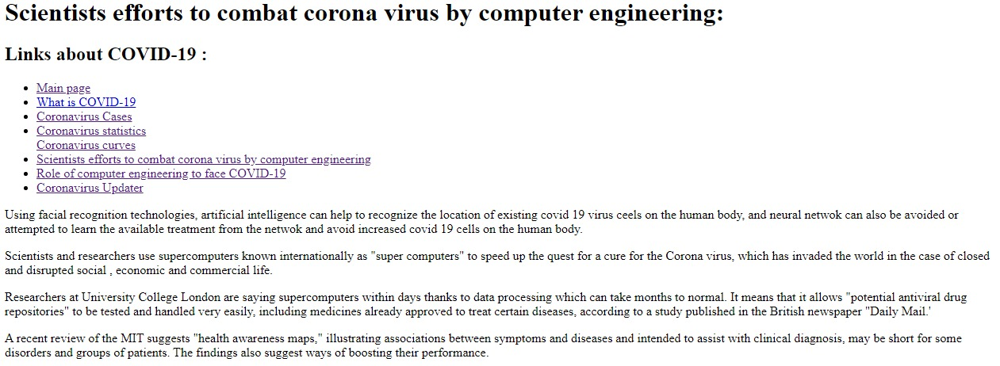 Scientists efforts to combat corona virus by computer engineering:
Links about COVID-19 :
Main page
What is COVID-19
Coronavirus Cases
Coronavirus statistics
Coronavirus curves
Scientists efforts to combat corona virus by computer engineering
Role of computer engineering to face COVID-19
Coronavirus Updater
Using facial recognition technologies, artificial intelligence can help to recognize the location of existing covid 19 virus ceels on the human body, and neural netwok can also be avoided or
attempted to learn the available treatment from the netwok and avoid increased covid 19 cells on the human body.
Scientists and researchers use supercomputers known internationally as "super computers" to speed up the quest for a cure for the Corona virus, which has invaded the world in the case of closed
and disrupted social , economic and commercial life.
Researchers at University College London are saying supercomputers within days thanks to data processing which can take months to normal. It means that it allows "potential antiviral drug
repositories" to be tested and handled very easily, including medicines already approved to treat certain diseases, according to a study published in the British newspaper "Daily Mail.'
A recent review of the MIT suggests "health awareness maps," illustrating associations between symptoms and diseases and intended to assist with clinical diagnosis, may be short for some
disorders and groups of patients. The findings also suggest ways of boosting their performance.